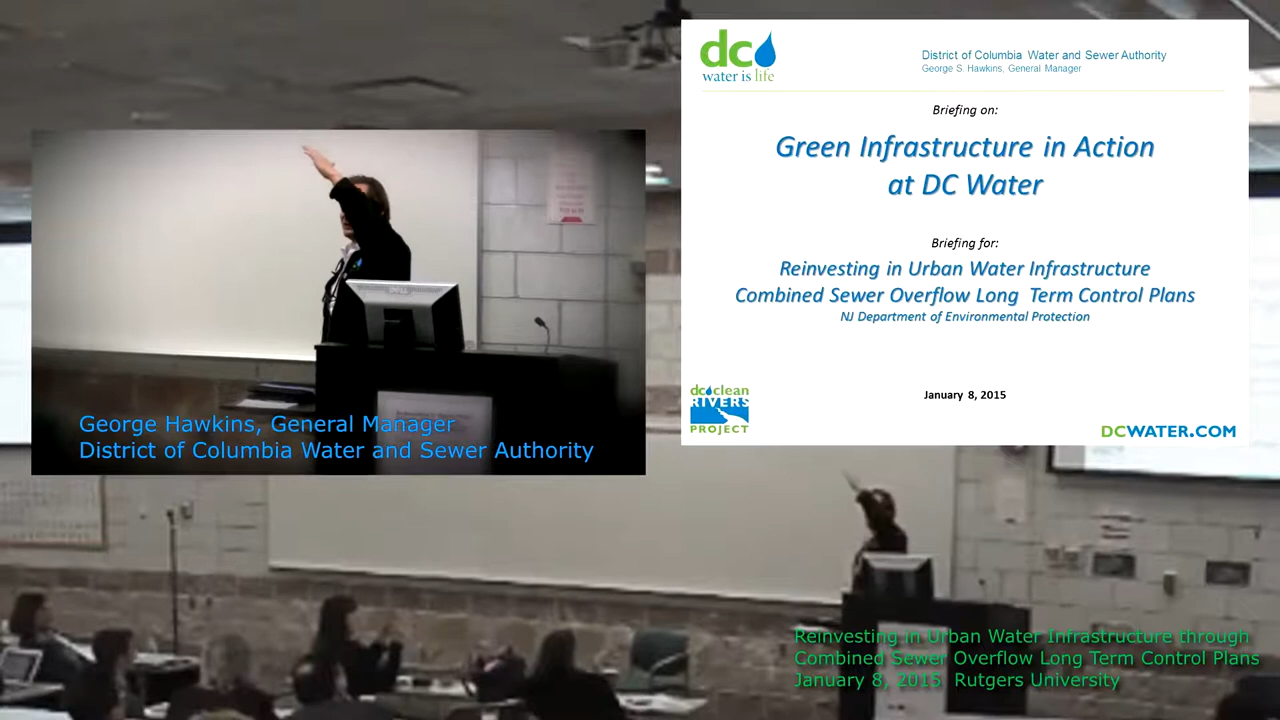 dc
water is life
District of Columbia Water and Sewer Authority
George S. Hawkins, General Manager
Briefing on:
Green Infrastructure in Action
at DC Water
Briefing for:
Reinvesting in Urban Water Infrastructure
Combined Sewer Overflow Long Term Control Plans
NJ Department of Environmental Protection
January 8, 2015
dc clean
RIVERS
PROJECT
DCWATER.COM
DELL
George Hawkins, General Manager
District of Columbia Water and Sewer Authority
Reinvesting in Urban Water Infrastructure through
Combined Sewer Overflow Long Term Control Plans
January 8, 2015 Rutgers University